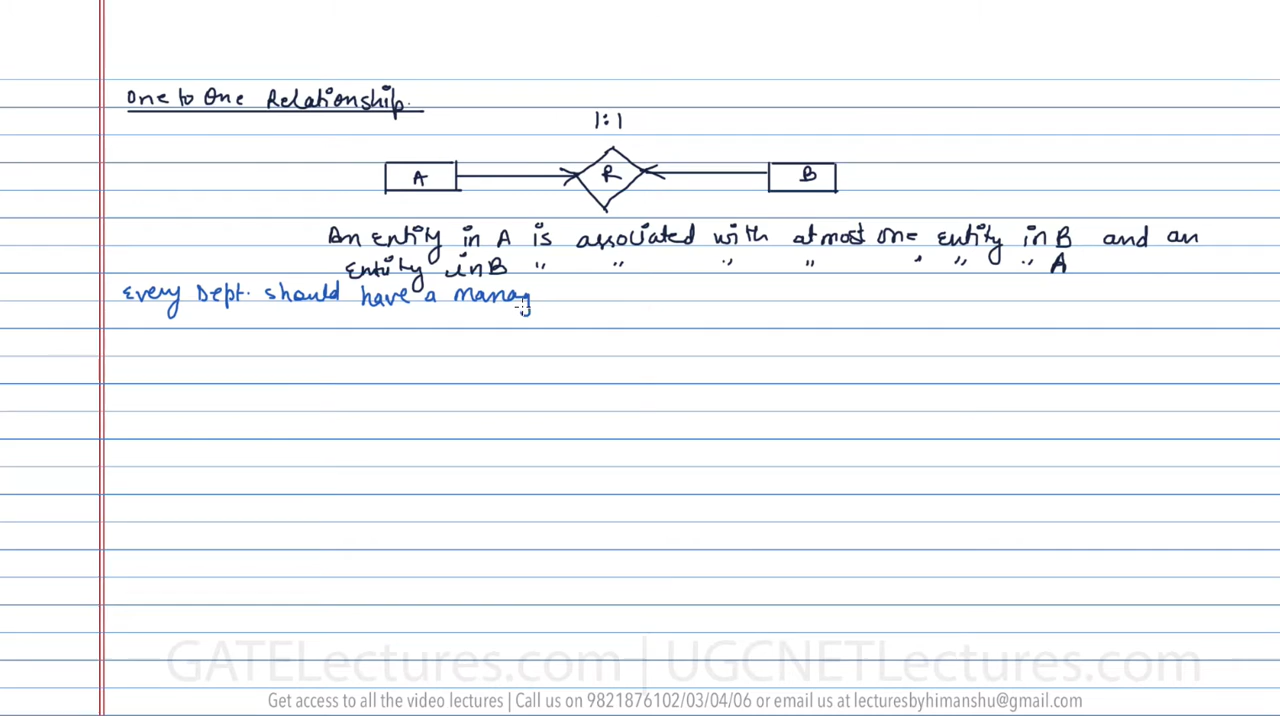 One to One Relationship.
1:1
A R B
An entity in A is associated with atmost one entity in B and an
entity in B " " " " " " " A
Every Dept. should have a manag
GATELectures.com | UGCNETLectures.com
Get access to all the video lectures | Call us on 9821876102/03/04/06 or email us at lecturesbyhimanshu@gmail.com